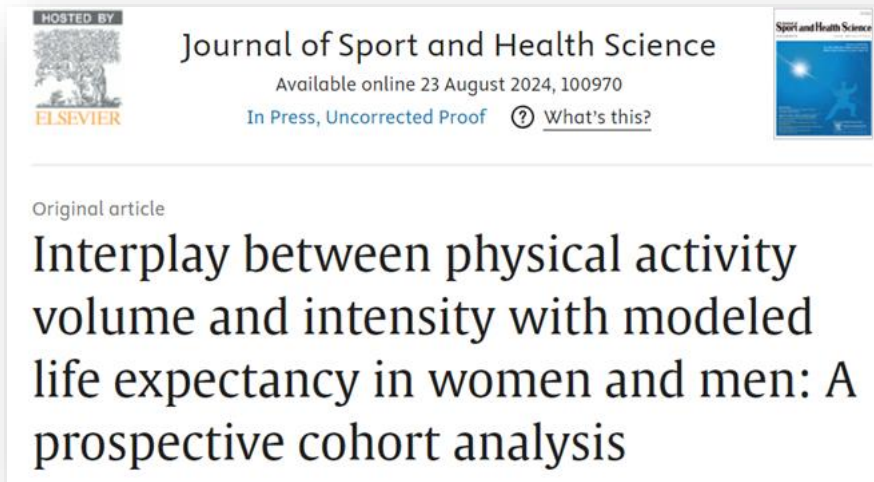 HOSTED BY
ELSEVIER
Journal of Sport and Health Science
Available online 23 August 2024, 100970
In Press, Uncorrected Proof
? What's this?
Sport and Health Science
Original article
Interplay between physical activity
volume and intensity with modeled
life expectancy in women and men: A
prospective cohort analysis